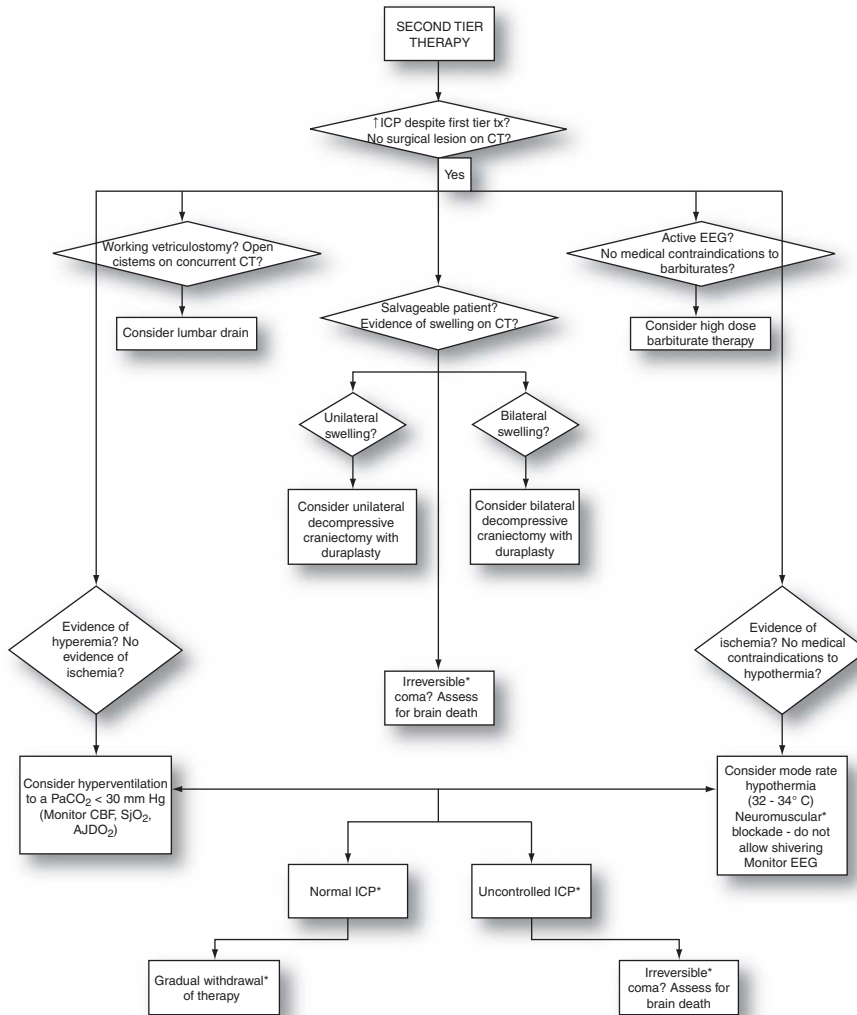 SECOND TIER
THERAPY
↑ICP despite first tier tx?
No surgical lesion on CT?
Yes
Working vetriculostomy? Open
cistems on concurrent CT?
Active EEG?
No medical contraindications to
barbiturates?
Salvageable patient?
Evidence of swelling on CT?
Consider lumbar drain
Consider high dose
barbiturate therapy
Unilateral
swelling?
Bilateral
swelling?
Consider unilateral
decompressive
craniectomy with
duraplasty
Consider bilateral
decompressive
craniectomy with
duraplasty
Evidence of
hyperemia? No
evidence of
ischemia?
Evidence of
ischemia? No medical
contraindications to
hypothermia?
Irreversible*
coma? Assess
for brain death
Consider hyperventilation
to a PaCO₂ < 30 mm Hg
(Monitor CBF, SjO₂,
AJDO₂)
Consider mode rate
hypothermia
(32 - 34° C)
Neuromuscular*
blockade - do not
allow shivering
Monitor EEG
Normal ICP*
Uncontrolled ICP*
Gradual withdrawal*
of therapy
Irreversible*
coma? Assess for
brain death